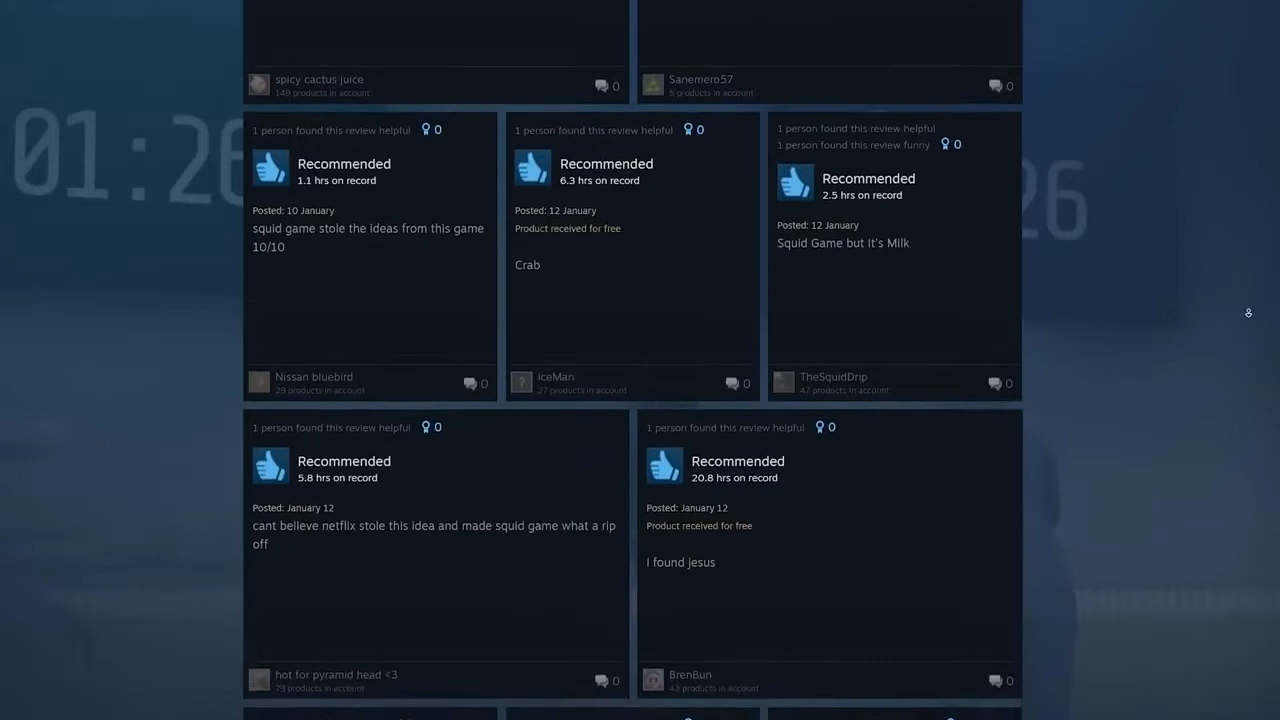 spicy cactus juice
149 products in account
0
Sanemero57
5 products in account
0
1 person found this review helpful 0
Recommended
1.1 hrs on record
Posted: 10 January
squid game stole the ideas from this game
10/10
Nissan bluebird
29 products in account
0
1 person found this review helpful 0
Recommended
6.3 hrs on record
Posted: 12 January
Product received for free
Crab
IceMan
27 products in account
0
1 person found this review helpful
1 person found this review funny 0
Recommended
2.5 hrs on record
Posted: 12 January
Squid Game but It's Milk
TheSquidDrip
47 products in account
0
1 person found this review helpful 0
Recommended
5.8 hrs on record
Posted: January 12
cant believe netflix stole this idea and made squid game what a rip
off
hot for pyramid head <3
79 products in account
0
1 person found this review helpful 0
Recommended
20.8 hrs on record
Posted: January 12
Product received for free
I found jesus
BrenBun
43 products in account
0
01:26
26